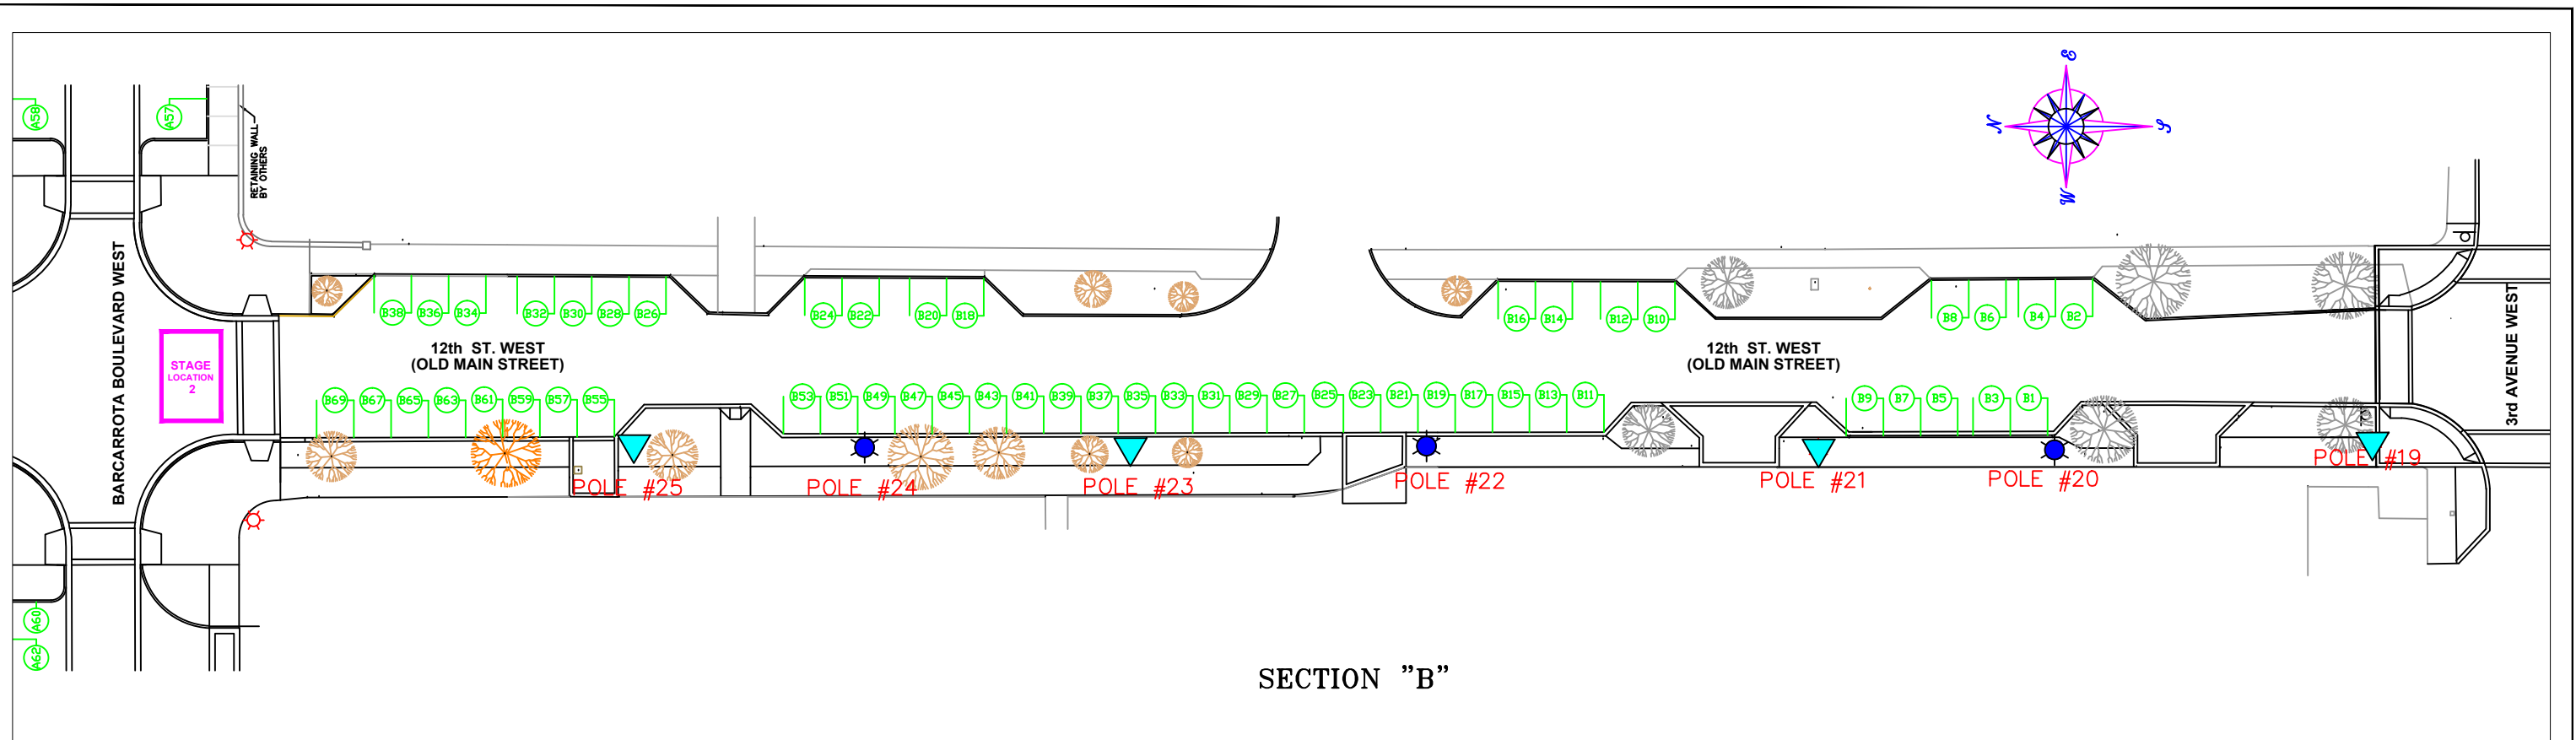 A58
A57
RETAINING WALL
BY OTHERS
E
N
S
W
BARCARROTA BOULEVARD WEST
STAGE
LOCATION
2
B38
B36
B34
B32
B30
B28
B26
B24
B22
B20
B18
B16
B14
B12
B10
B8
B6
B4
B2
12th ST. WEST
(OLD MAIN STREET)
12th ST. WEST
(OLD MAIN STREET)
3rd AVENUE WEST
B69
B67
B65
B63
B61
B59
B57
B55
B53
B51
B49
B47
B45
B43
B41
B39
B37
B35
B33
B31
B29
B27
B25
B23
B21
B19
B17
B15
B13
B11
B9
B7
B5
B3
B1
POLE #25
POLE #24
POLE #23
POLE #22
POLE #21
POLE #20
POLE #19
A60
A62
SECTION "B"